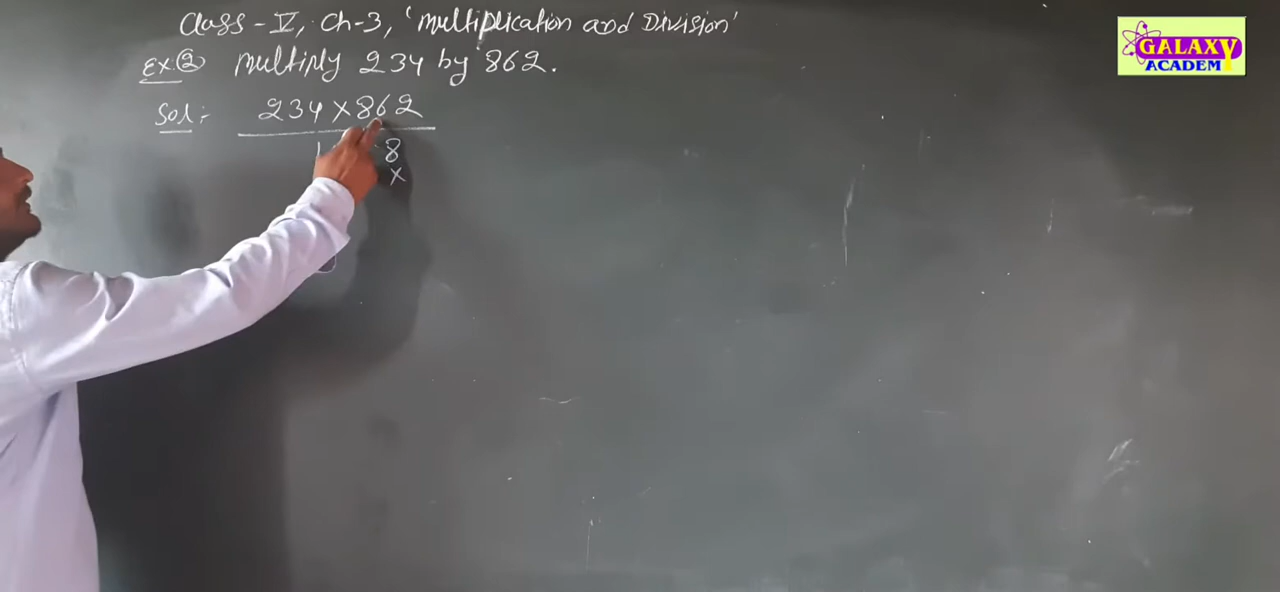 Class - V, Ch-3, 'Multiplication and Division'
Ex② Multiply 234 by 862.
Sol:- 234 × 862
8
×
GALAXY
ACADEM